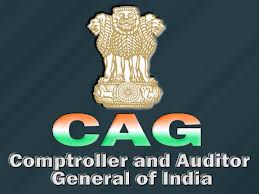 CAG
Comptroller and Auditor
General of India